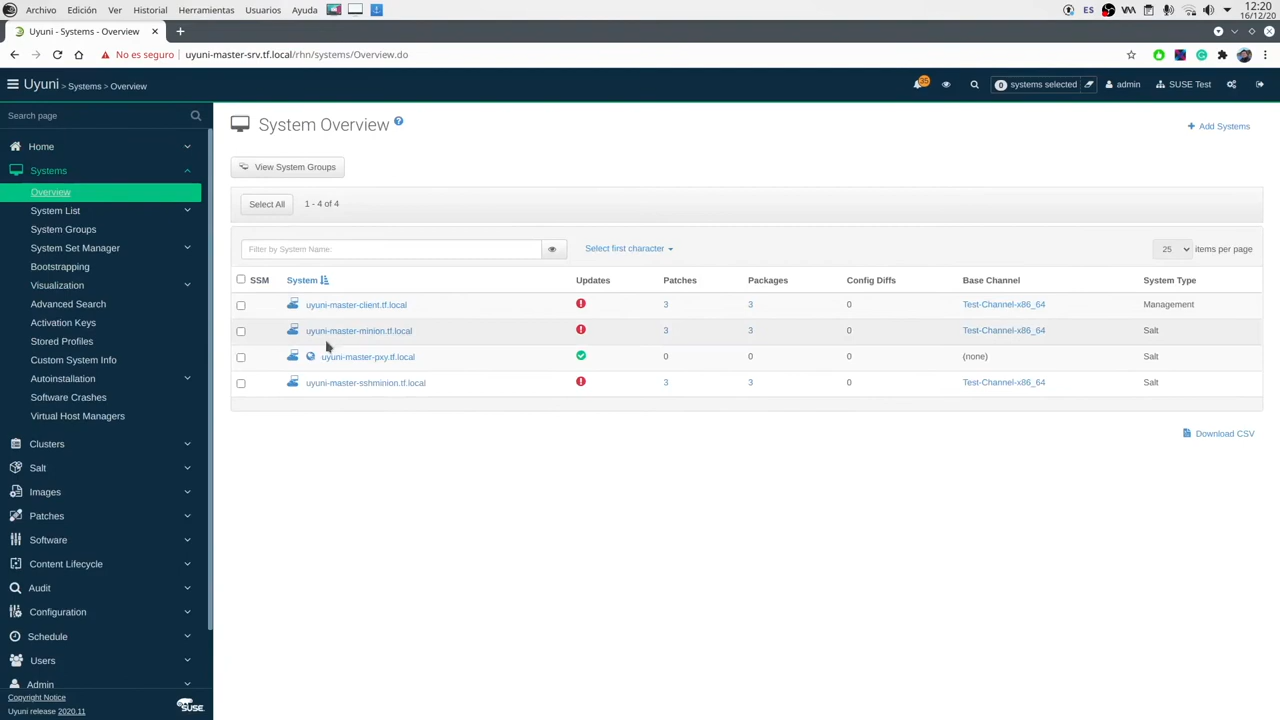 Archivo Edición Ver Historial Herramientas Usuarios Ayuda ES 12:20
16/12/20
Uyuni - Systems - Overview
No es seguro uyuni-master-srv.tf.local/rhn/systems/Overview.do
Uyuni > Systems > Overview 95 0 systems selected admin SUSE Test
Search page
Home
Systems
Overview
System List
System Groups
System Set Manager
Bootstrapping
Visualization
Advanced Search
Activation Keys
Stored Profiles
Custom System Info
Autoinstallation
Software Crashes
Virtual Host Managers
Clusters
Salt
Images
Patches
Software
Content Lifecycle
Audit
Configuration
Schedule
Users
Admin
Copyright Notice
Uyuni release 2020.11
SUSE
System Overview ?
+ Add Systems
View System Groups
Select All 1 - 4 of 4
Filter by System Name: Select first character 25 items per page
SSM System Updates Patches Packages Config Diffs Base Channel System Type
uyuni-master-client.tf.local 3 3 0 Test-Channel-x86_64 Management
uyuni-master-minion.tf.local 3 3 0 Test-Channel-x86_64 Salt
uyuni-master-pxy.tf.local 0 0 0 (none) Salt
uyuni-master-sshminion.tf.local 3 3 0 Test-Channel-x86_64 Salt
Download CSV